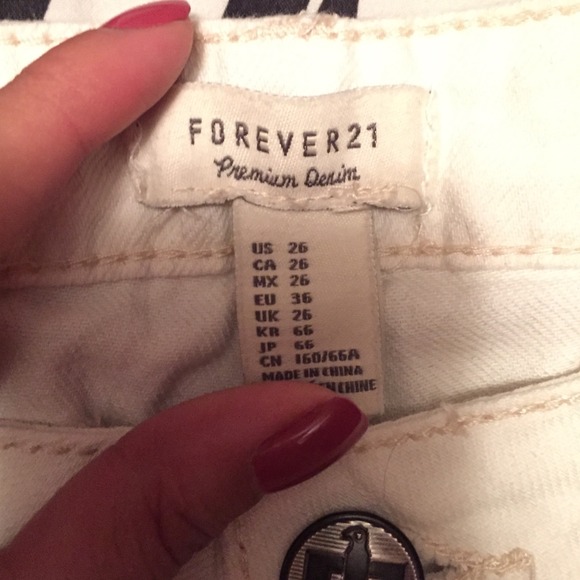 FOREVER21
Premium Denim
US 26
CA 26
MX 26
EU 36
UK 26
KR 66
JP 66
CN 160/66A
MADE IN CHINA
EN CHINE